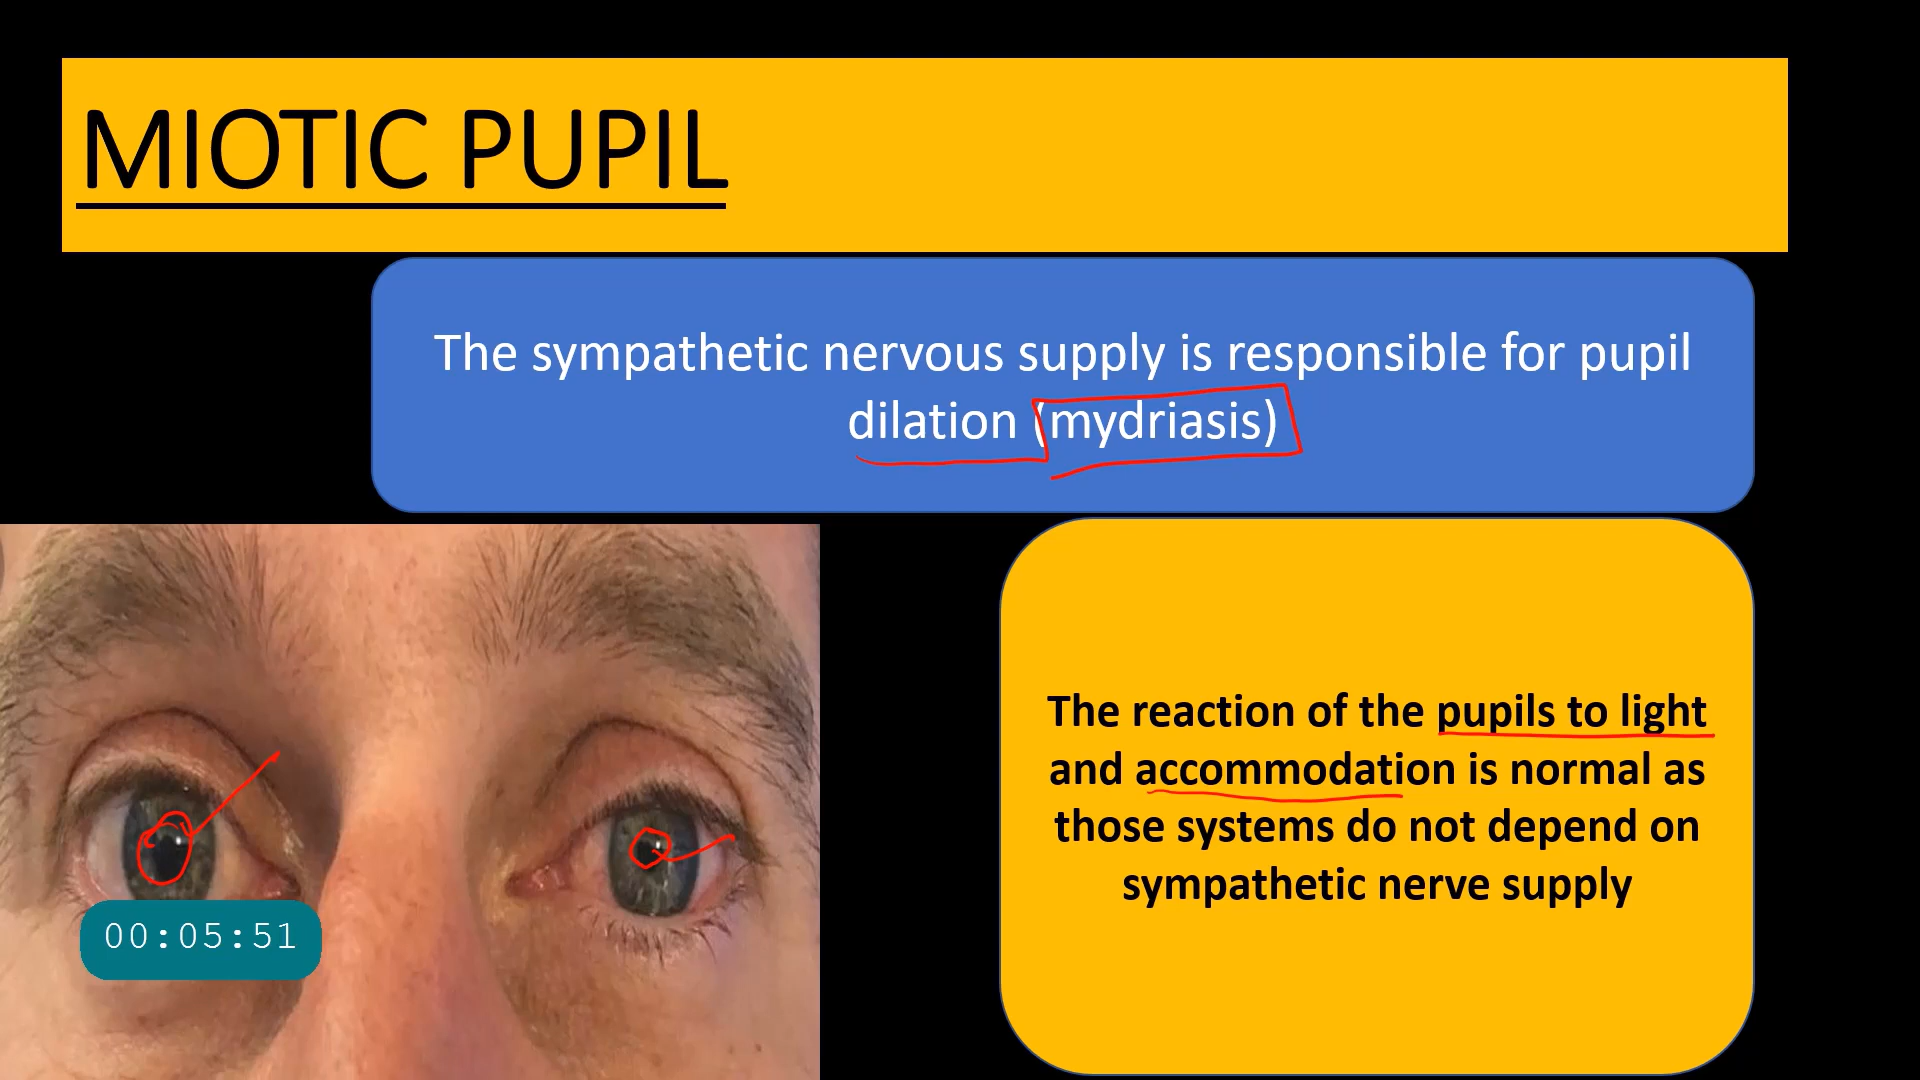 MIOTIC PUPIL
The sympathetic nervous supply is responsible for pupil
dilation (mydriasis)
The reaction of the pupils to light
and accommodation is normal as
those systems do not depend on
sympathetic nerve supply
00:05:51